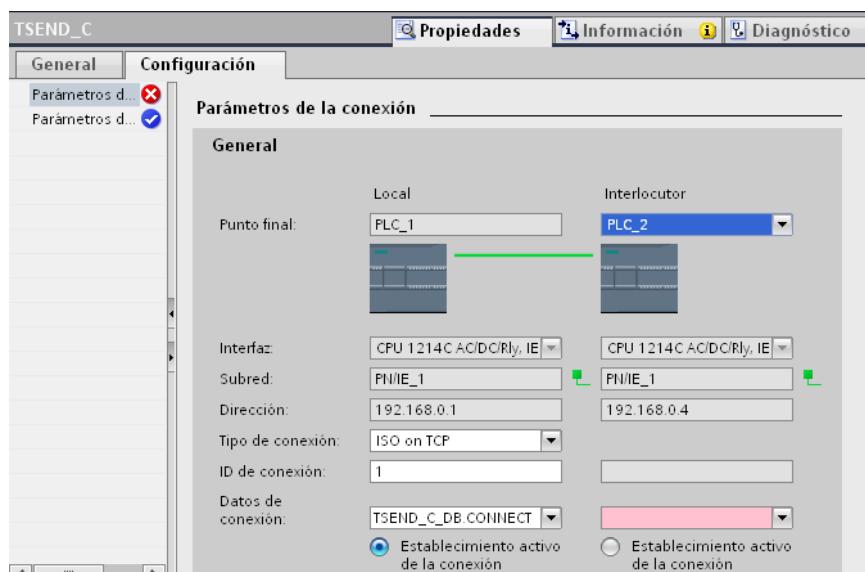 TSEND_C
Propiedades
Información
Diagnóstico
General
Configuración
Parámetros d...
Parámetros d...
Parámetros de la conexión
General
Local
Interlocutor
Punto final:
PLC_1
PLC_2
Interfaz:
CPU 1214C AC/DC/Rly, IE
CPU 1214C AC/DC/Rly, IE
Subred:
PN/IE_1
PN/IE_1
Dirección:
192.168.0.1
192.168.0.4
Tipo de conexión:
ISO on TCP
ID de conexión:
1
Datos de
conexión:
TSEND_C_DB.CONNECT
Establecimiento activo
de la conexión
Establecimiento activo
de la conexión